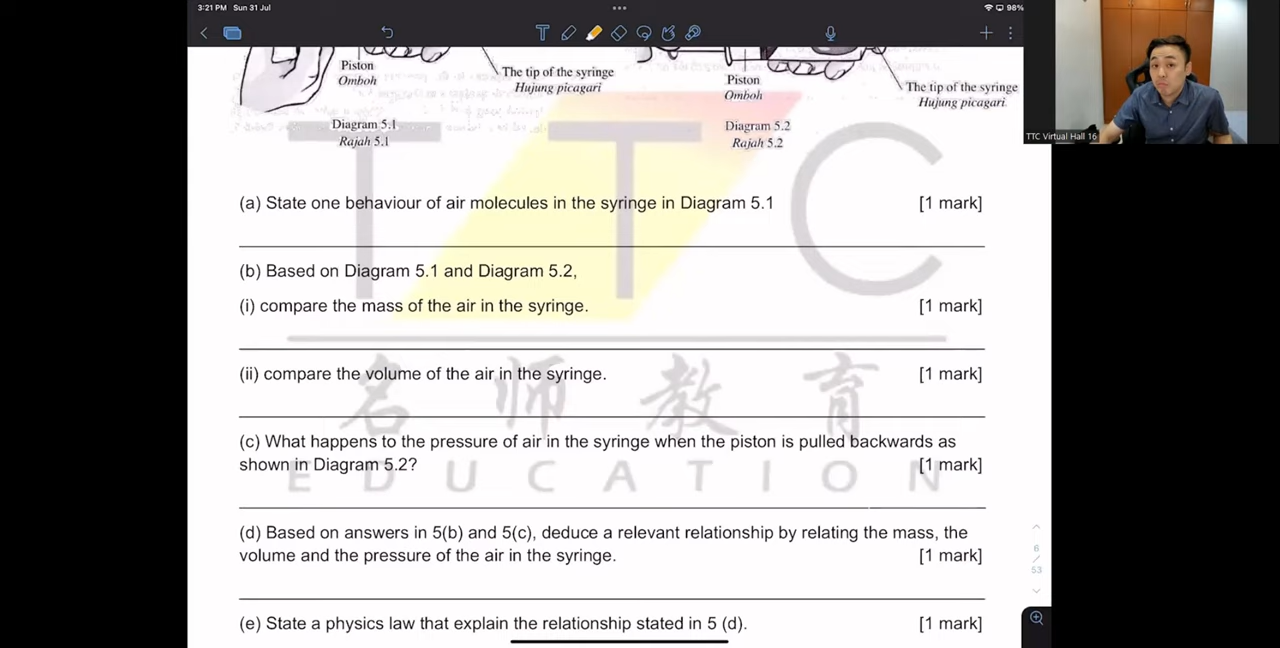 3:21 PM Sun 31 Jul
98%
Piston
Omboh
The tip of the syringe
Hujung picagari
Piston
Omboh
The tip of the syringe
Hujung picagari.
Diagram 5.1
Rajah 5.1
Diagram 5.2
Rajah 5.2
TTC Virtual Hall 16
TTC
(a) State one behaviour of air molecules in the syringe in Diagram 5.1 [1 mark]
(b) Based on Diagram 5.1 and Diagram 5.2,
(i) compare the mass of the air in the syringe. [1 mark]
(ii) compare the volume of the air in the syringe. [1 mark]
名师教育
(c) What happens to the pressure of air in the syringe when the piston is pulled backwards as
shown in Diagram 5.2? [1 mark]
EDUCATION
(d) Based on answers in 5(b) and 5(c), deduce a relevant relationship by relating the mass, the
volume and the pressure of the air in the syringe. [1 mark]
6
/
53
(e) State a physics law that explain the relationship stated in 5 (d). [1 mark]